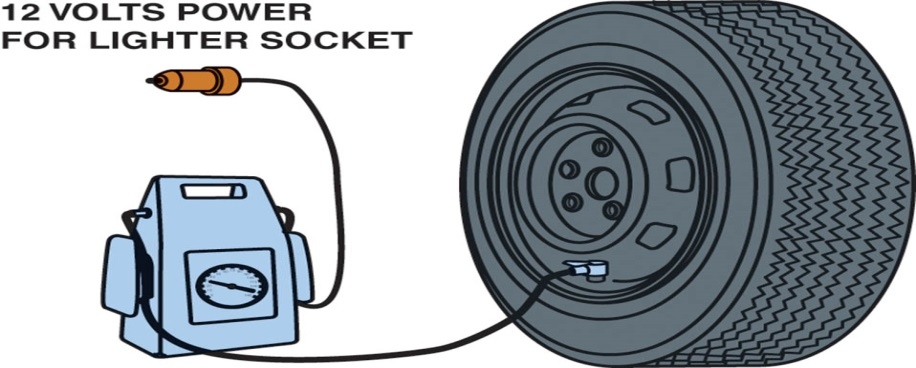 12 VOLTS POWER
FOR LIGHTER SOCKET